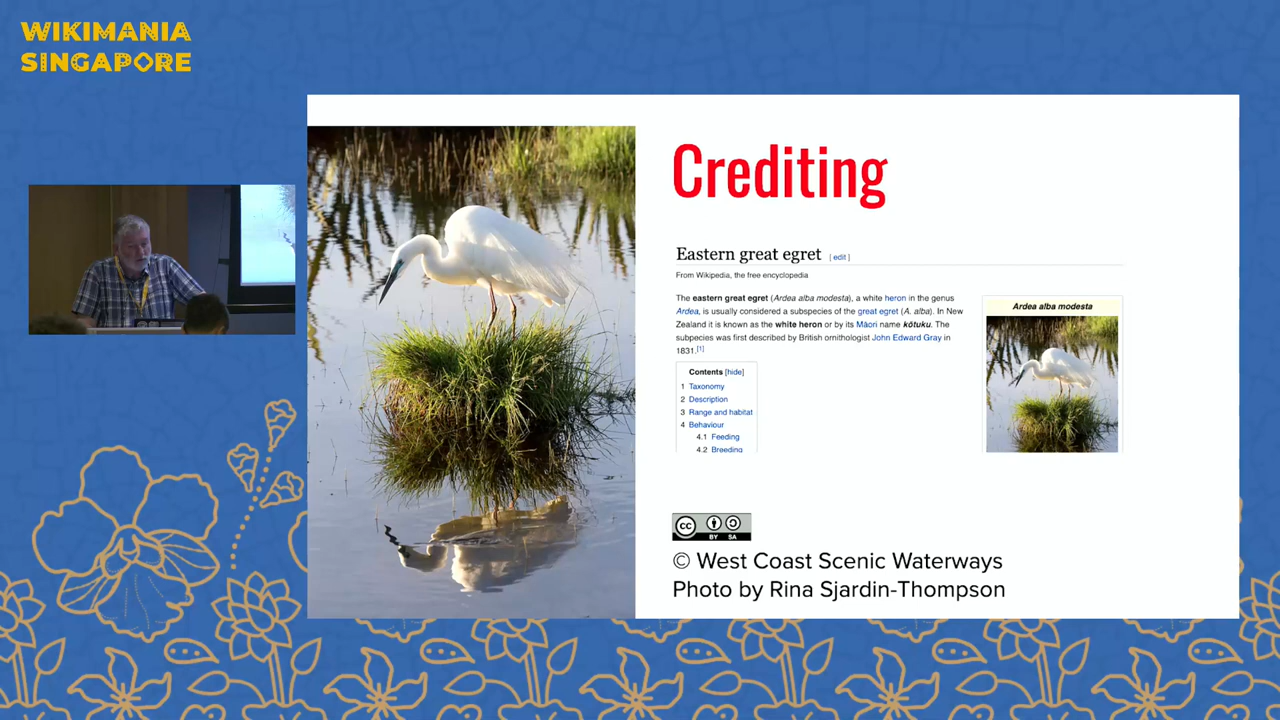 WIKIMANIA
SINGAPORE
Crediting
Eastern great egret [ edit ]
From Wikipedia, the free encyclopedia
The eastern great egret (Ardea alba modesta), a white heron in the genus
Ardea, is usually considered a subspecies of the great egret (A. alba). In New
Zealand it is known as the white heron or by its Māori name kōtuku. The
subspecies was first described by British ornithologist John Edward Gray in
1831.[1]
Ardea alba modesta
Contents [hide]
1 Taxonomy
2 Description
3 Range and habitat
4 Behaviour
4.1 Feeding
4.2 Breeding
CC BY SA
© West Coast Scenic Waterways
Photo by Rina Sjardin-Thompson